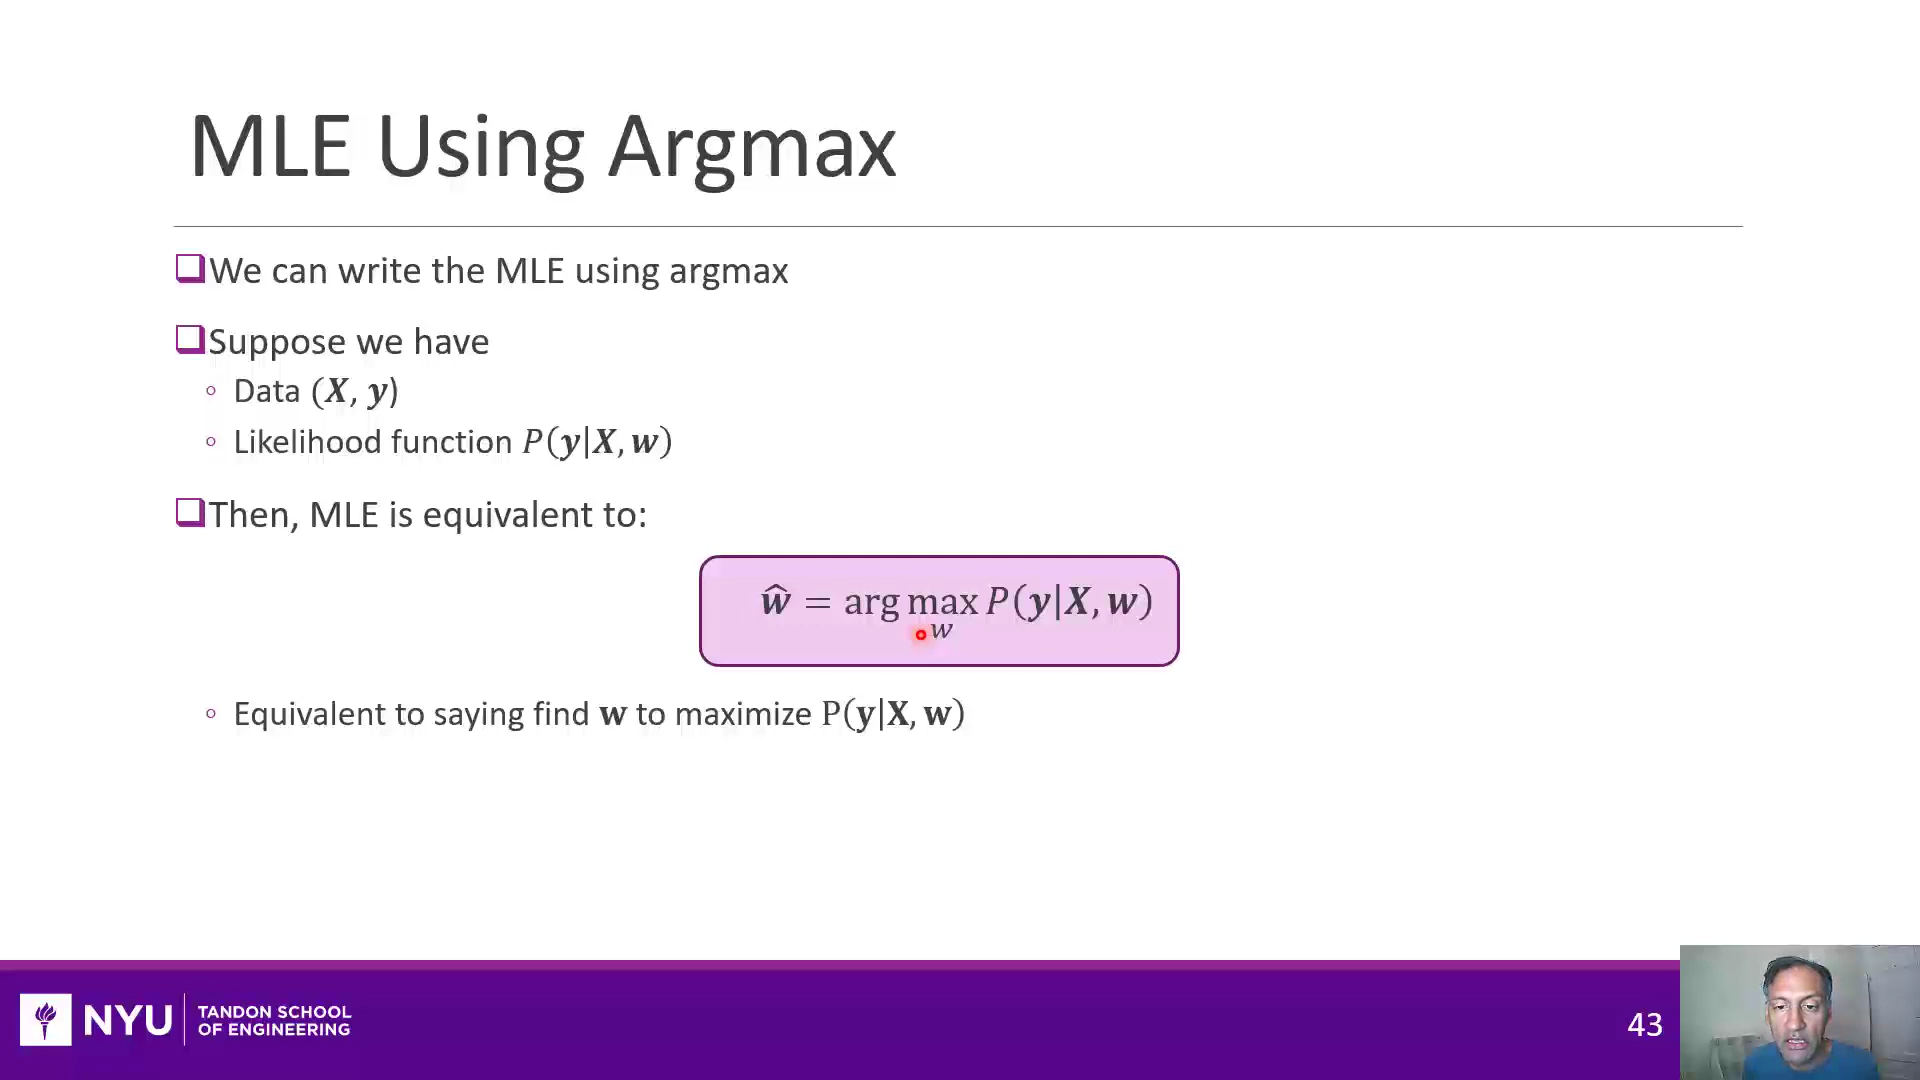 MLE Using Argmax
We can write the MLE using argmax
Suppose we have
Data (X, y)
Likelihood function P(y|X, w)
Then, MLE is equivalent to:
ŵ = arg max P(y|X, w)
w
Equivalent to saying find w to maximize P(y|X, w)
NYU
TANDON SCHOOL
OF ENGINEERING
43